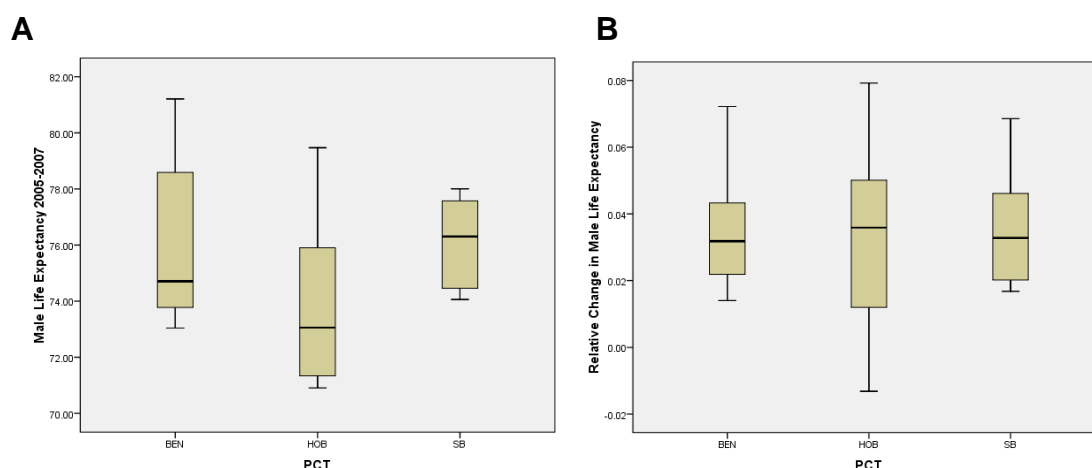 A
Male Life Expectancy 2005-2007
82.00
80.00
78.00
76.00
74.00
72.00
70.00
BEN HOB SB
PCT
B
Relative Change in Male Life Expectancy
0.08
0.06
0.04
0.02
0.00
-0.02
BEN HOB SB
PCT